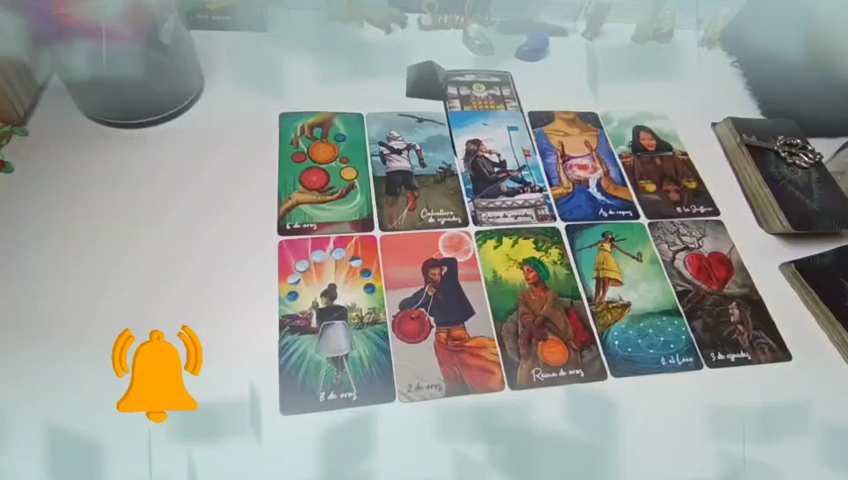 6 de oros
Caballero de espadas
Reina de espadas
As de copas
8 de oros
2 de oros
Reina de oros
0. el Loco
3 de espadas